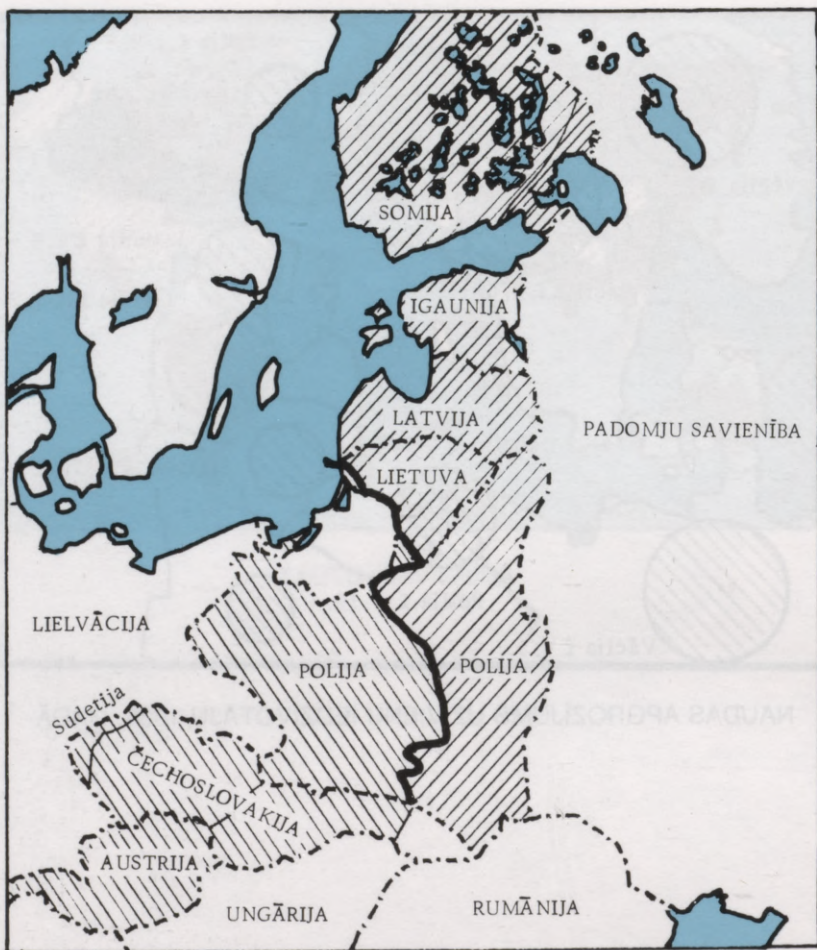 SOMIJA
IGAUNIJA
LATVIJA
PADOMJU SAVIENĪBA
LIETUVA
LIELVĀCIJA
POLIJA
POLIJA
Sudetija
ČECHOSLOVAKIJA
AUSTRIJA
UNGĀRIJA
RUMĀNIJA